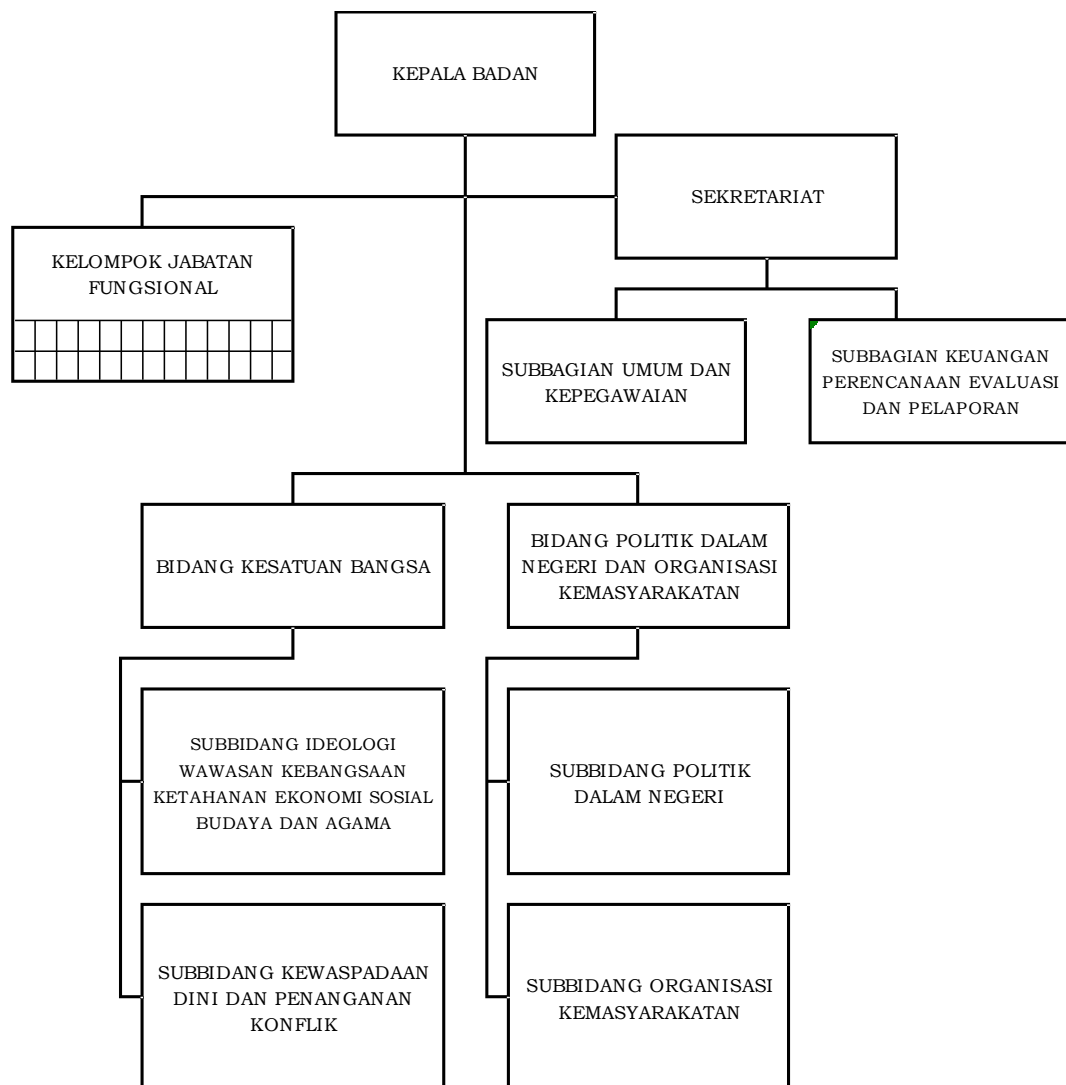 KEPALA BADAN
SEKRETARIAT
KELOMPOK JABATAN
FUNGSIONAL
SUBBAGIAN UMUM DAN
KEPEGAWAIAN
SUBBAGIAN KEUANGAN
PERENCANAAN EVALUASI
DAN PELAPORAN
BIDANG KESATUAN BANGSA
BIDANG POLITIK DALAM
NEGERI DAN ORGANISASI
KEMASYARAKATAN
SUBBIDANG IDEOLOGI
WAWASAN KEBANGSAAN
KETAHANAN EKONOMI SOSIAL
BUDAYA DAN AGAMA
SUBBIDANG POLITIK
DALAM NEGERI
SUBBIDANG KEWASPADAAN
DINI DAN PENANGANAN
KONFLIK
SUBBIDANG ORGANISASI
KEMASYARAKATAN